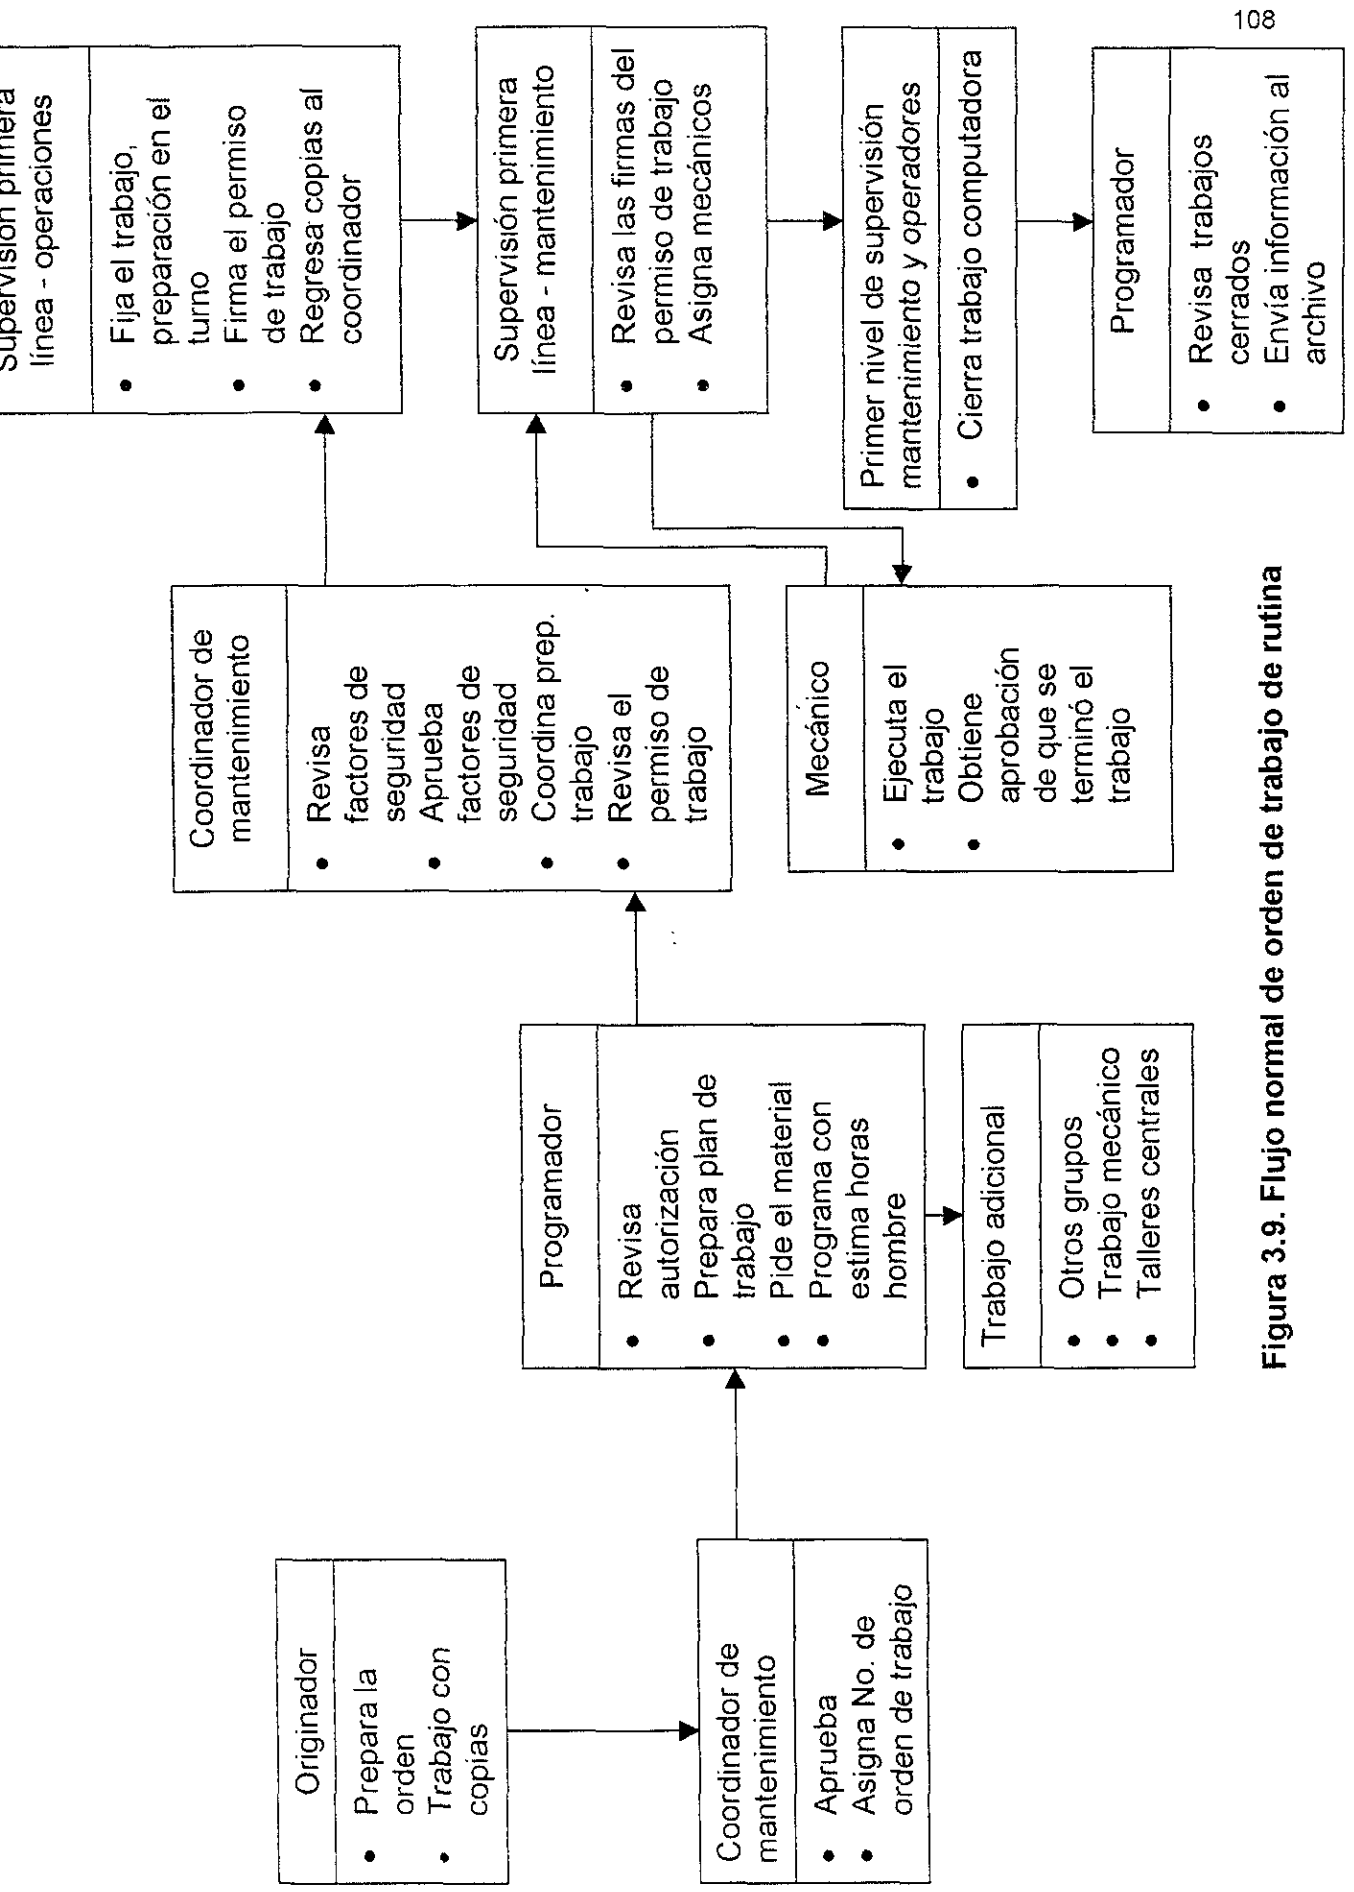 Originador
Prepara la
orden
Trabajo con
copias
Coordinador de
mantenimiento
Aprueba
Asigna No. de
orden de trabajo
Programador
Revisa
autorización
Prepara plan de
trabajo
Pide el material
Programa con
estima horas
hombre
Trabajo adicional
Otros grupos
Trabajo mecánico
Talleres centrales
Coordinador de
mantenimiento
Revisa
factores de
seguridad
Aprueba
factores de
seguridad
Coordina prep.
trabajo
Revisa el
permiso de
trabajo
Supervisión primera
línea - operaciones
Fija el trabajo,
preparación en el
turno
Firma el permiso
de trabajo
Regresa copias al
coordinador
Supervisión primera
línea - mantenimiento
Revisa las firmas del
permiso de trabajo
Asigna mecánicos
Mecánico
Ejecuta el
trabajo
Obtiene
aprobación
de que se
terminó el
trabajo
Primer nivel de supervisión
mantenimiento y operadores
Cierra trabajo computadora
Programador
Revisa trabajos
cerrados
Envía información al
archivo
Figura 3.9. Flujo normal de orden de trabajo de rutina
108